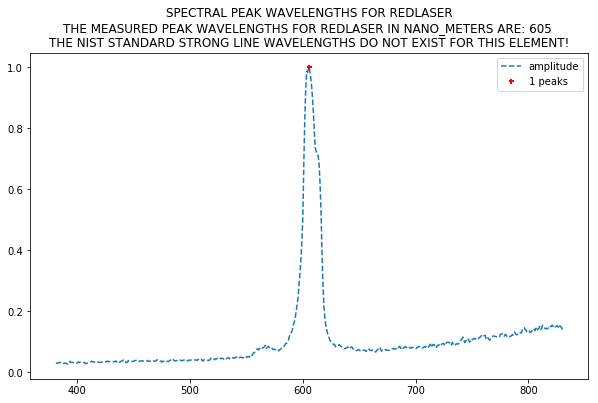 SPECTRAL PEAK WAVELENGTHS FOR REDLASER
THE MEASURED PEAK WAVELENGTHS FOR REDLASER IN NANO_METERS ARE: 605
THE NIST STANDARD STRONG LINE WAVELENGTHS DO NOT EXIST FOR THIS ELEMENT!
amplitude
1 peaks
1.0
0.8
0.6
0.4
0.2
0.0
400 500 600 700 800